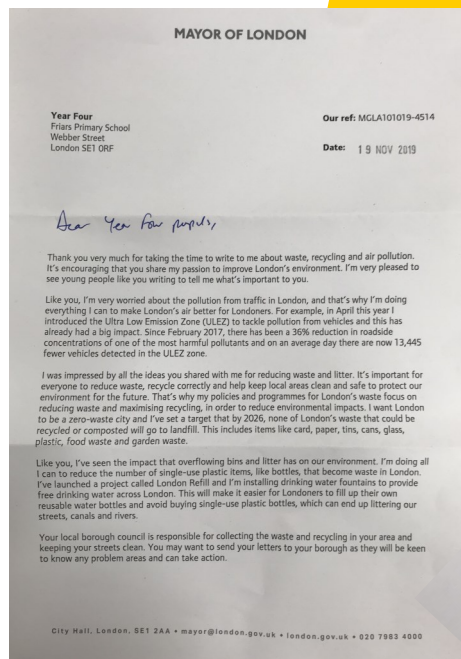 MAYOR OF LONDON
Year Four
Friars Primary School
Webber Street
London SE1 0RF
Our ref: MGLA101019-4514
Date: 19 NOV 2019
Dear Year Four pupils,
Thank you very much for taking the time to write to me about waste, recycling and air pollution.
It's encouraging that you share my passion to improve London's environment. I'm very pleased to
see young people like you writing to tell me what's important to you.
Like you, I'm very worried about the pollution from traffic in London, and that's why I'm doing
everything I can to make London's air better for Londoners. For example, in April this year I
introduced the Ultra Low Emission Zone (ULEZ) to tackle pollution from vehicles and this has
already had a big impact. Since February 2017, there has been a 36% reduction in roadside
concentrations of one of the most harmful pollutants and on an average day there are now 13,445
fewer vehicles detected in the ULEZ zone.
I was impressed by all the ideas you shared with me for reducing waste and litter. It's important for
everyone to reduce waste, recycle correctly and help keep local areas clean and safe to protect our
environment for the future. That's why my policies and programmes for London's waste focus on
reducing waste and maximising recycling, in order to reduce environmental impacts. I want London
to be a zero-waste city and I've set a target that by 2026, none of London's waste that could be
recycled or composted will go to landfill. This includes items like card, paper, tins, cans, glass,
plastic, food waste and garden waste.
Like you, I've seen the impact that overflowing bins and litter has on our environment. I'm doing all
I can to reduce the number of single-use plastic items, like bottles, that become waste in London.
I've launched a project called London Refill and I'm installing drinking water fountains to provide
free drinking water across London. This will make it easier for Londoners to fill up their own
reusable water bottles and avoid buying single-use plastic bottles, which can end up littering our
streets, canals and rivers.
Your local borough council is responsible for collecting the waste and recycling in your area and
keeping your streets clean. You may want to send your letters to your borough as they will be keen
to know any problem areas and can take action.
City Hall, London, SE1 2AA • mayor@london.gov.uk • london.gov.uk • 020 7983 4000